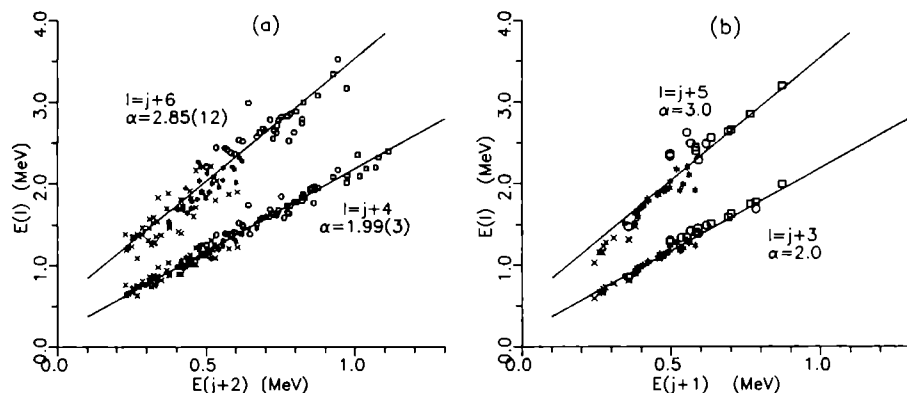 (a)
4.0
3.0
2.0
1.0
0
E(I) (MeV)
I=j+6
α=2.85(12)
I=j+4
α=1.99(3)
0.0 0.5 1.0
E(j+2) (MeV)
(b)
4.0
3.0
2.0
1.0
0
E(I) (MeV)
I=j+5
α=3.0
I=j+3
α=2.0
0.0 0.5 1.0
E(j+1) (MeV)